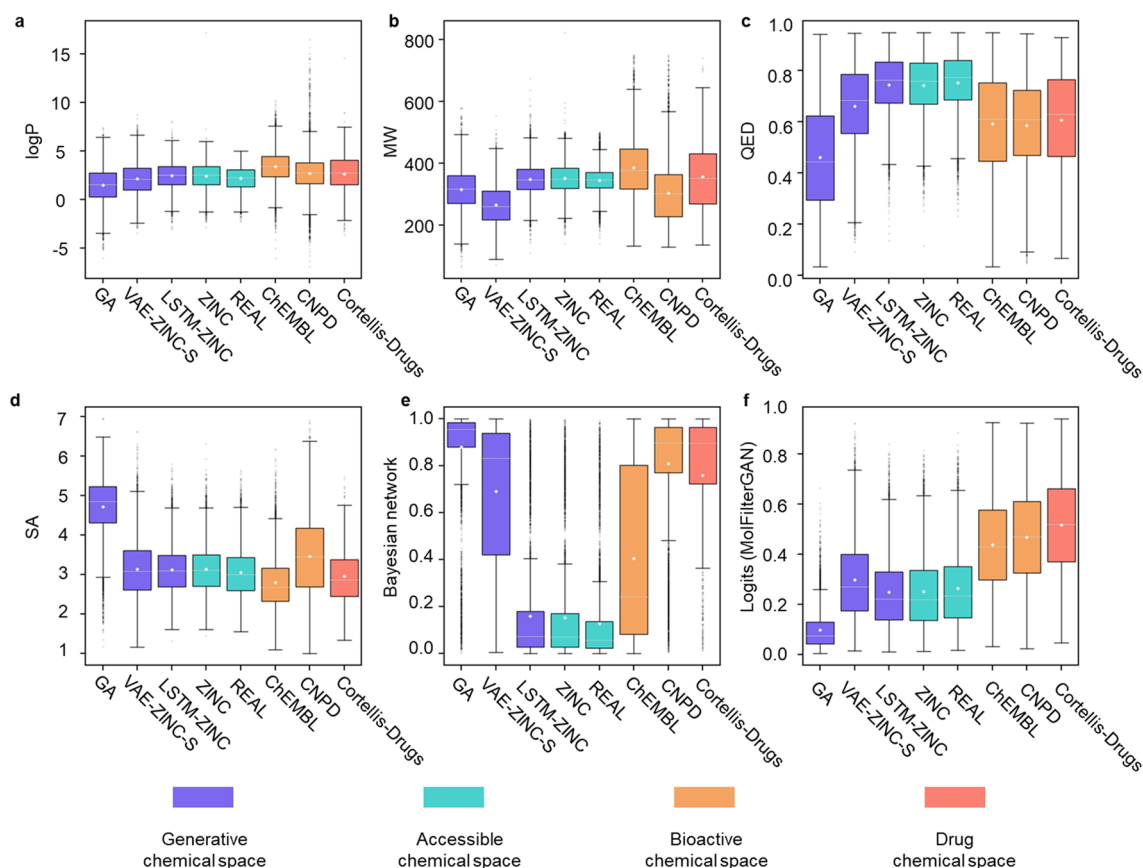 a
logP
15
10
5
0
-5
GA
VAE-ZINC-S
LSTM-ZINC
ZINC
REAL
ChEMBL
CNPD
Cortellis-Drugs
b
MW
800
600
400
200
GA
VAE-ZINC-S
LSTM-ZINC
ZINC
REAL
ChEMBL
CNPD
Cortellis-Drugs
c
QED
1.0
0.8
0.6
0.4
0.2
0.0
GA
VAE-ZINC-S
LSTM-ZINC
ZINC
REAL
ChEMBL
CNPD
Cortellis-Drugs
d
SA
7
6
5
4
3
2
1
GA
VAE-ZINC-S
LSTM-ZINC
ZINC
REAL
ChEMBL
CNPD
Cortellis-Drugs
e
Bayesian network
1.0
0.8
0.6
0.4
0.2
0.0
GA
VAE-ZINC-S
LSTM-ZINC
ZINC
REAL
ChEMBL
CNPD
Cortellis-Drugs
f
Logits (MolFilterGAN)
1.0
0.8
0.6
0.4
0.2
0.0
GA
VAE-ZINC-S
LSTM-ZINC
ZINC
REAL
ChEMBL
CNPD
Cortellis-Drugs
Generative
chemical space
Accessible
chemical space
Bioactive
chemical space
Drug
chemical space